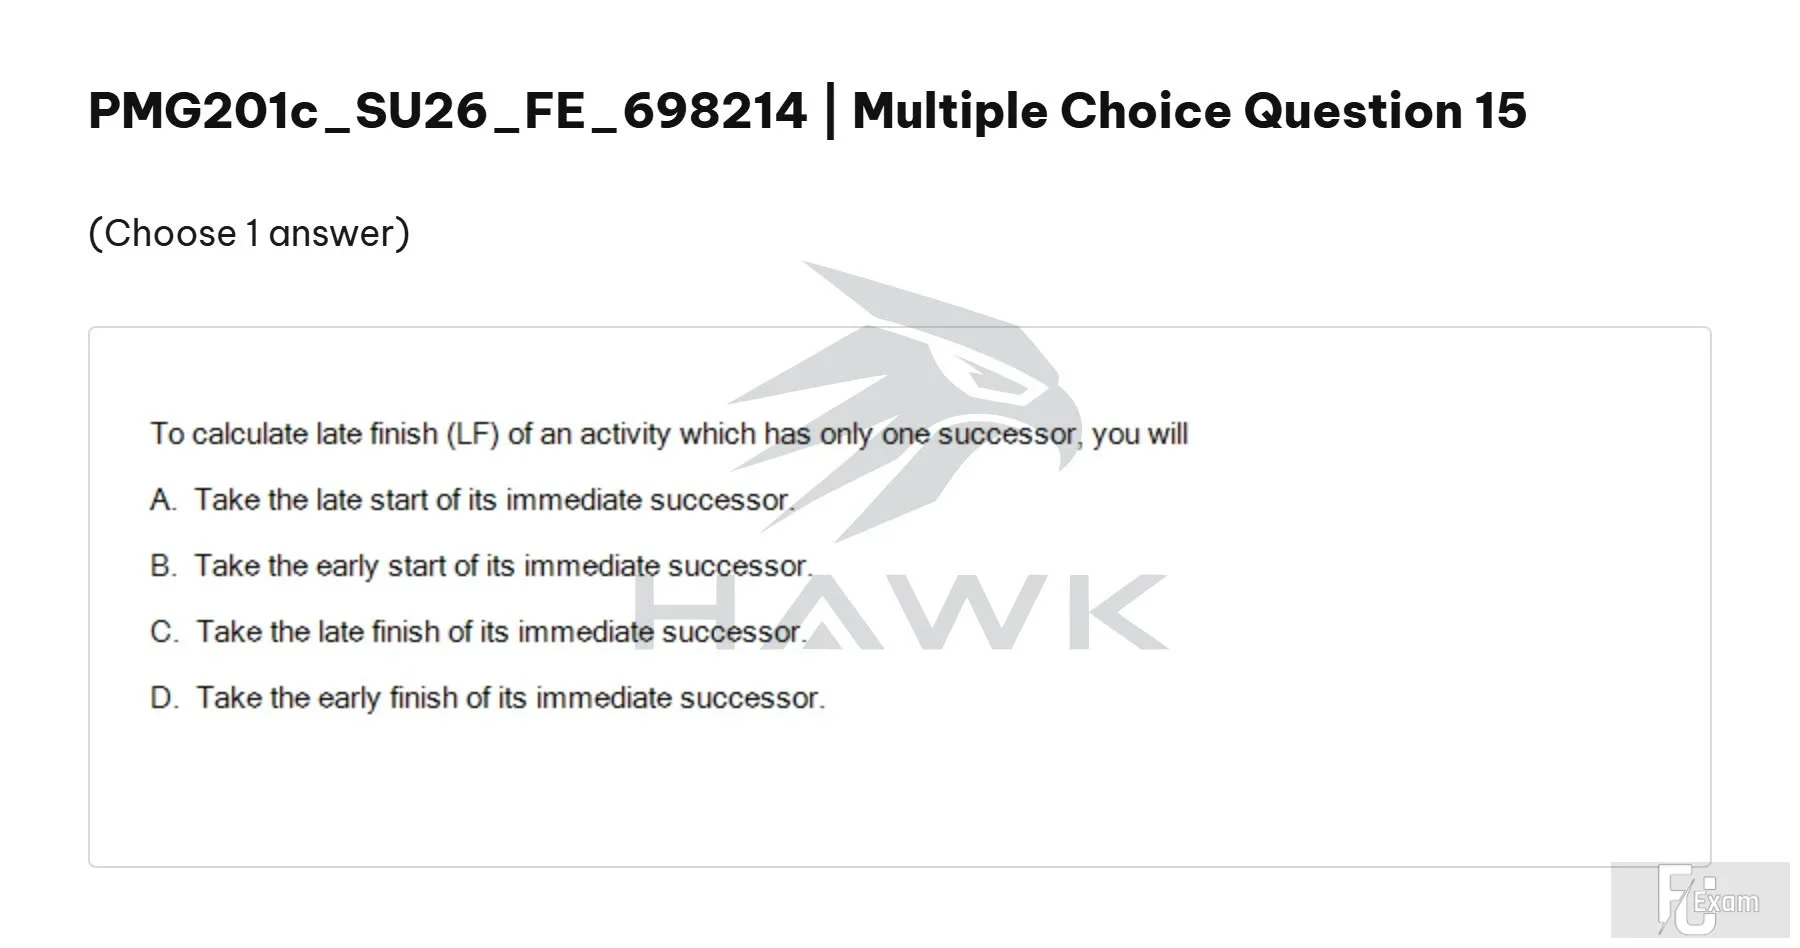 PMG201c_SU26_FE_698214 | Multiple Choice Question 15
(Choose 1 answer)
To calculate late finish (LF) of an activity which has only one successor, you will
A. Take the late start of its immediate successor.
B. Take the early start of its immediate successor.
C. Take the late finish of its immediate successor.
D. Take the early finish of its immediate successor.
HAWK
FU Exam